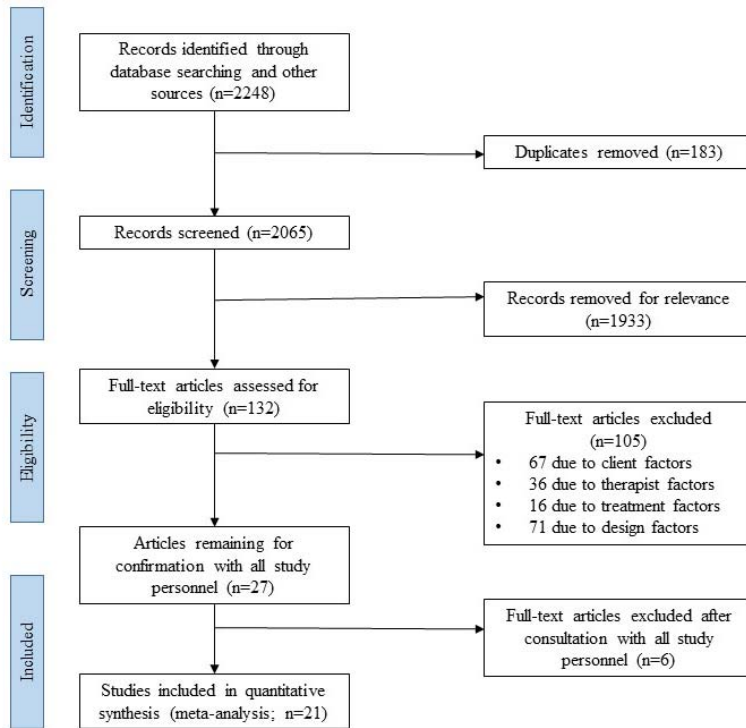 Identification
Records identified through
database searching and other
sources (n=2248)
Duplicates removed (n=183)
Screening
Records screened (n=2065)
Records removed for relevance
(n=1933)
Eligibility
Full-text articles assessed for
eligibility (n=132)
Full-text articles excluded
(n=105)
• 67 due to client factors
• 36 due to therapist factors
• 16 due to treatment factors
• 71 due to design factors
Articles remaining for
confirmation with all study
personnel (n=27)
Included
Full-text articles excluded after
consultation with all study
personnel (n=6)
Studies included in quantitative
synthesis (meta-analysis; n=21)